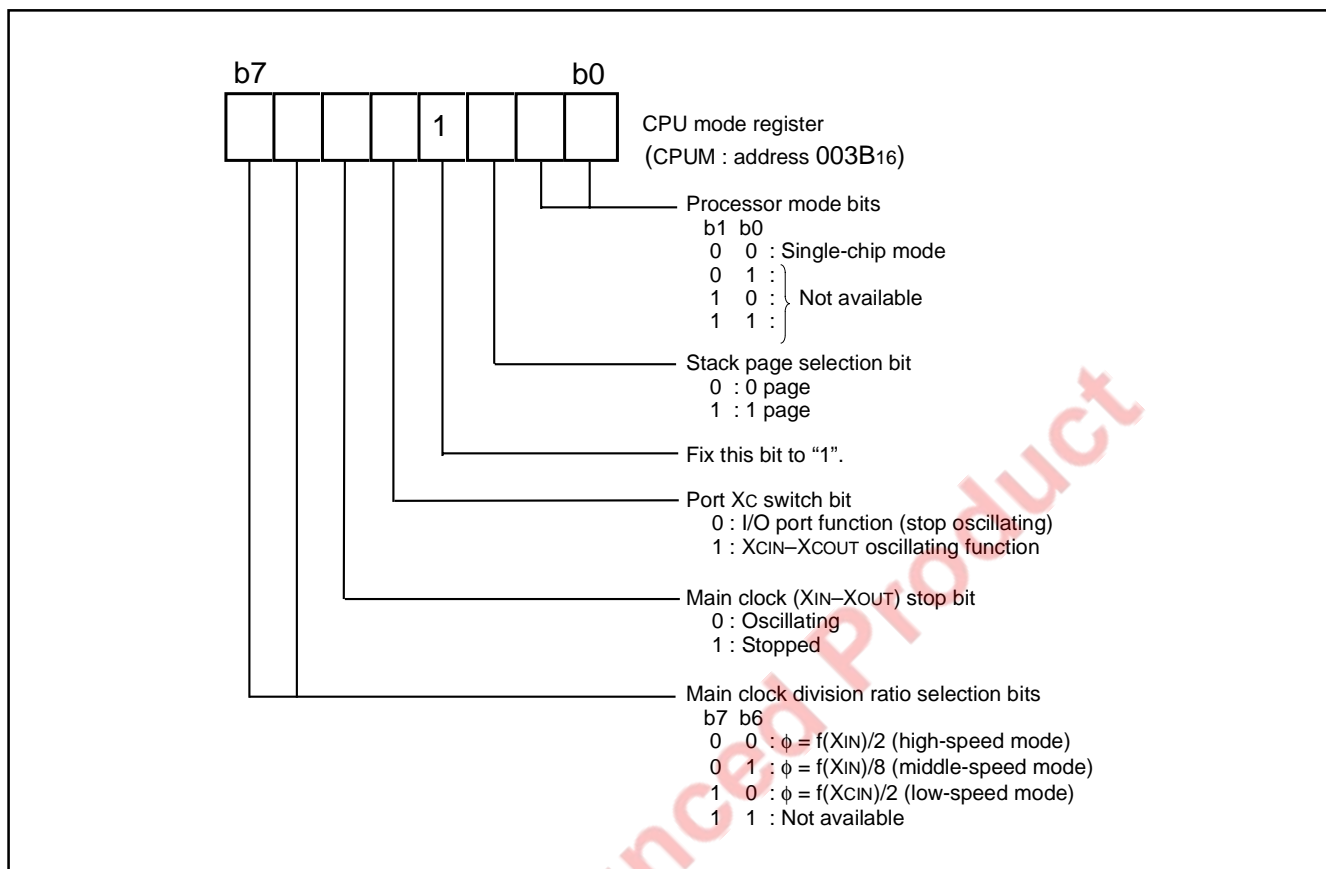 b7 b0
1
CPU mode register
(CPUM : address 003B16)
Processor mode bits
b1 b0
0 0 : Single-chip mode
0 1 :
1 0 : Not available
1 1 :
Stack page selection bit
0 : 0 page
1 : 1 page
Fix this bit to “1”.
Port XC switch bit
0 : I/O port function (stop oscillating)
1 : XCIN–XCOUT oscillating function
Main clock (XIN–XOUT) stop bit
0 : Oscillating
1 : Stopped
Main clock division ratio selection bits
b7 b6
0 0 : ϕ = f(XIN)/2 (high-speed mode)
0 1 : ϕ = f(XIN)/8 (middle-speed mode)
1 0 : ϕ = f(XCIN)/2 (low-speed mode)
1 1 : Not available
nced Product